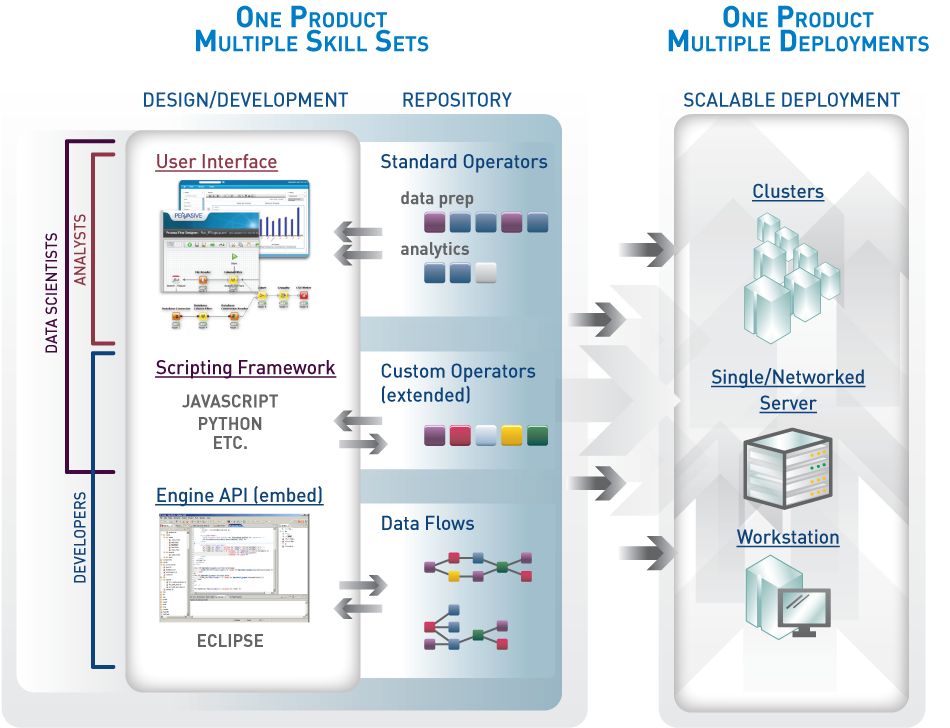 One Product
Multiple Skill Sets
One Product
Multiple Deployments
DESIGN/DEVELOPMENT
REPOSITORY
SCALABLE DEPLOYMENT
DATA SCIENTISTS
ANALYSTS
DEVELOPERS
User Interface
PERVASIVE
Scripting Framework
JAVASCRIPT
PYTHON
ETC.
Engine API (embed)
ECLIPSE
Standard Operators
data prep
analytics
Custom Operators
(extended)
Data Flows
Clusters
Single/Networked
Server
Workstation